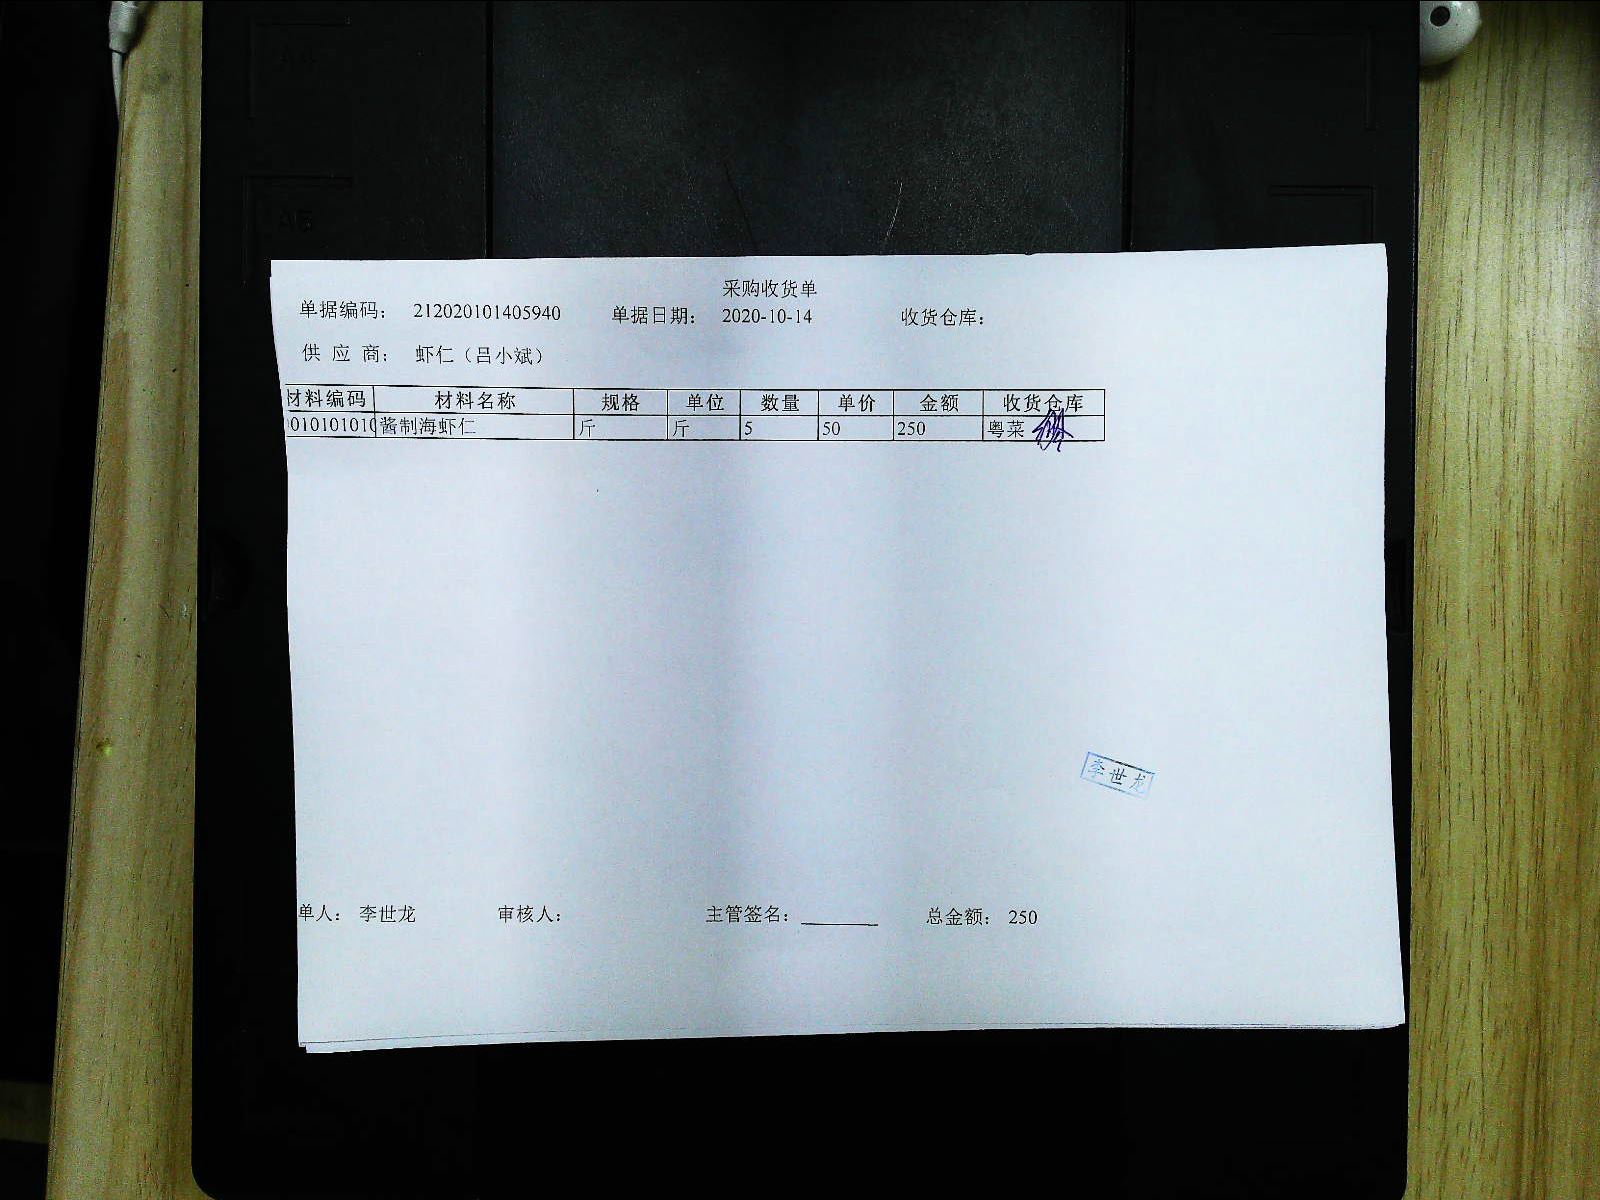 采购收货单
单据编码： 212020101405940 单据日期： 2020-10-14 收货仓库：
供 应 商： 虾仁（吕小斌）
材料编码 材料名称 规格 单位 数量 单价 金额 收货仓库
010101010 酱制海虾仁 斤 斤 5 50 250 粤菜
李世龙
单人： 李世龙 审核人： 主管签名： 总金额： 250